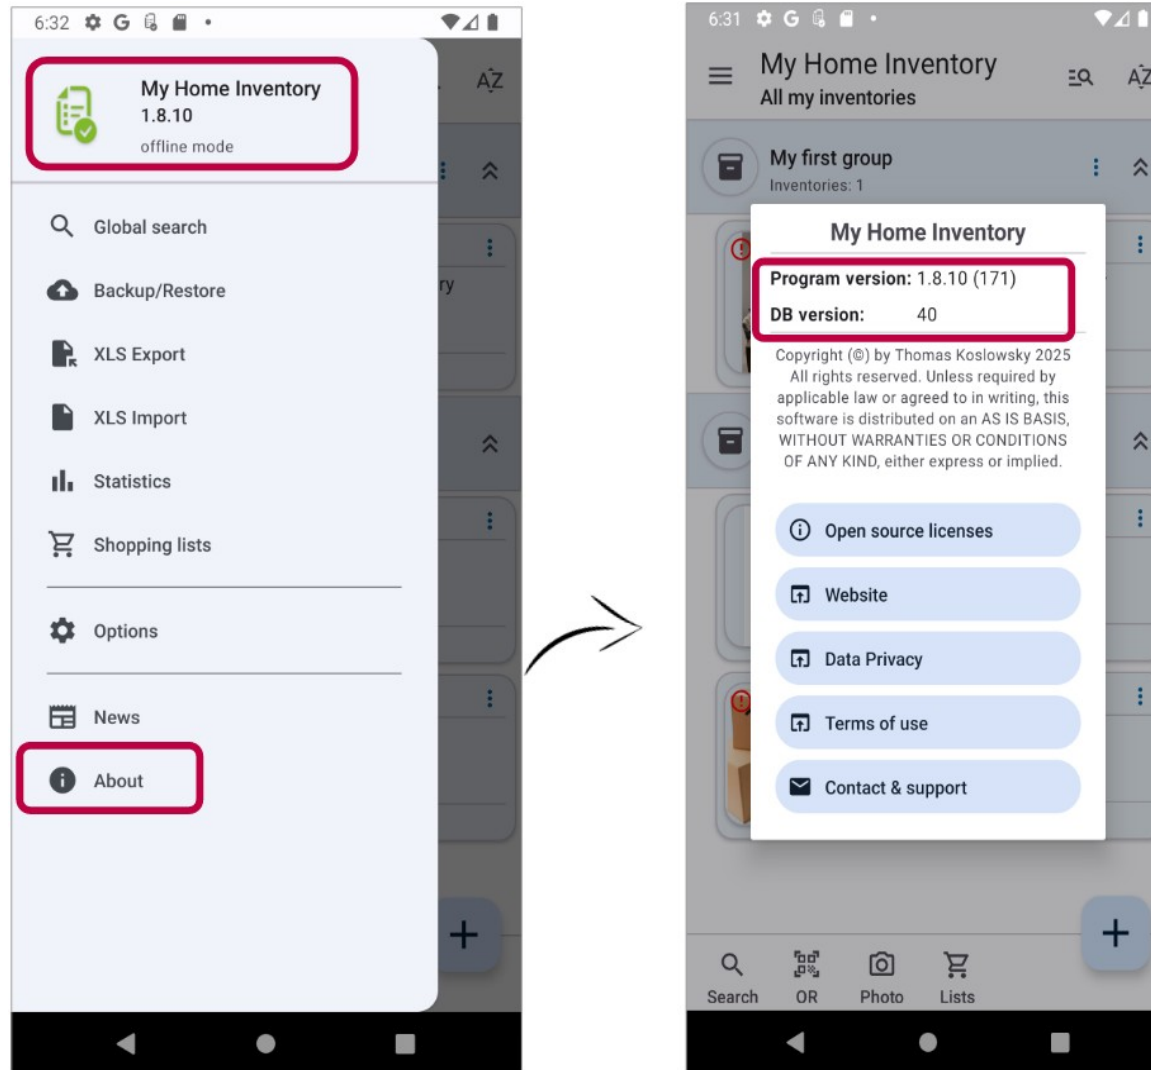 6:32
My Home Inventory
1.8.10
offline mode
AZ
Global search
Backup/Restore
ry
XLS Export
XLS Import
Statistics
Shopping lists
Options
News
About
6:31
My Home Inventory
All my inventories
AZ
My first group
Inventories: 1
My Home Inventory
Program version: 1.8.10 (171)
DB version: 40
Copyright (©) by Thomas Koslowsky 2025
All rights reserved. Unless required by
applicable law or agreed to in writing, this
software is distributed on an AS IS BASIS,
WITHOUT WARRANTIES OR CONDITIONS
OF ANY KIND, either express or implied.
Open source licenses
Website
Data Privacy
Terms of use
Contact & support
Search OR Photo Lists